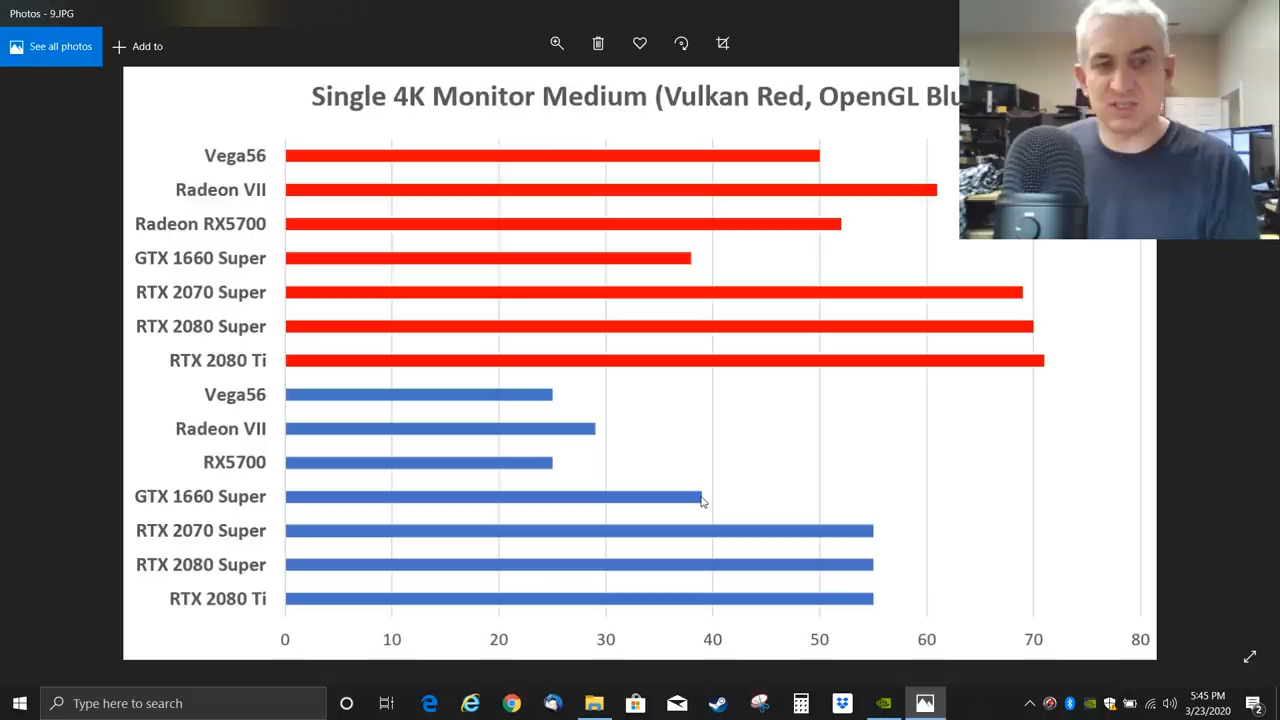 Photos - 9.JPG
See all photos
Add to
Single 4K Monitor Medium (Vulkan Red, OpenGL
Vega56
Radeon VII
Radeon RX5700
GTX 1660 Super
RTX 2070 Super
RTX 2080 Super
RTX 2080 Ti
Vega56
Radeon VII
RX5700
GTX 1660 Super
RTX 2070 Super
RTX 2080 Super
RTX 2080 Ti
0 10 20 30 40 50 60 70 80
Type here to search
5:45 PM
3/23/2020
2